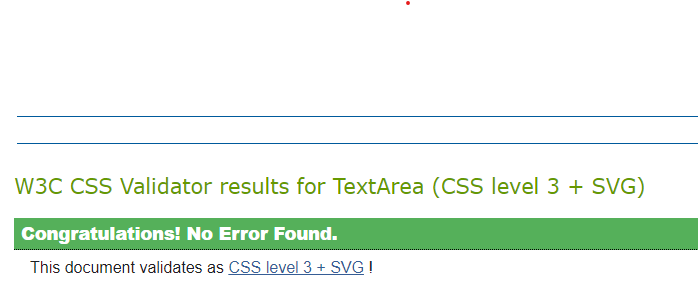 W3C CSS Validator results for TextArea (CSS level 3 + SVG)
Congratulations! No Error Found.
This document validates as CSS level 3 + SVG !